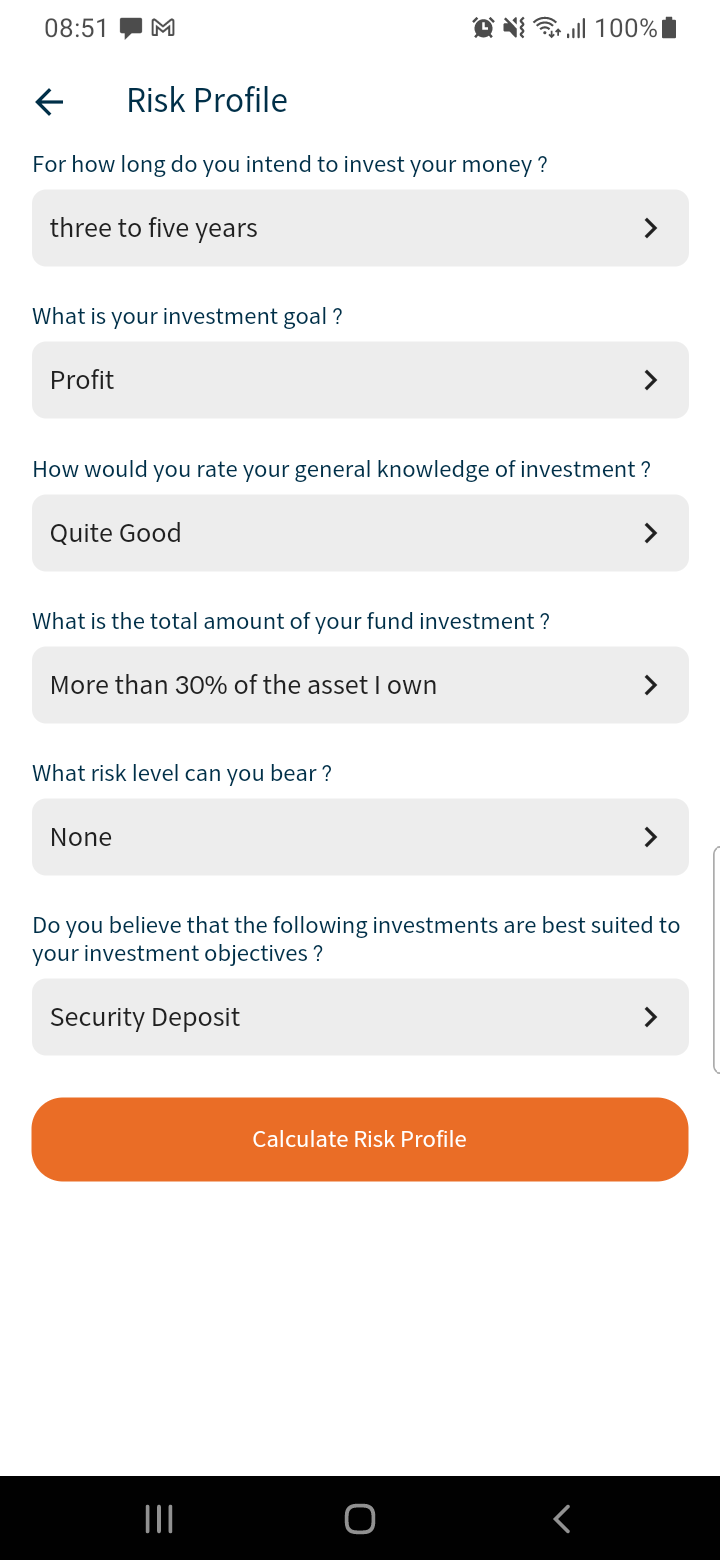 08:51
100%
Risk Profile
For how long do you intend to invest your money ?
three to five years
What is your investment goal ?
Profit
How would you rate your general knowledge of investment ?
Quite Good
What is the total amount of your fund investment ?
More than 30% of the asset I own
What risk level can you bear ?
None
Do you believe that the following investments are best suited to
your investment objectives ?
Security Deposit
Calculate Risk Profile